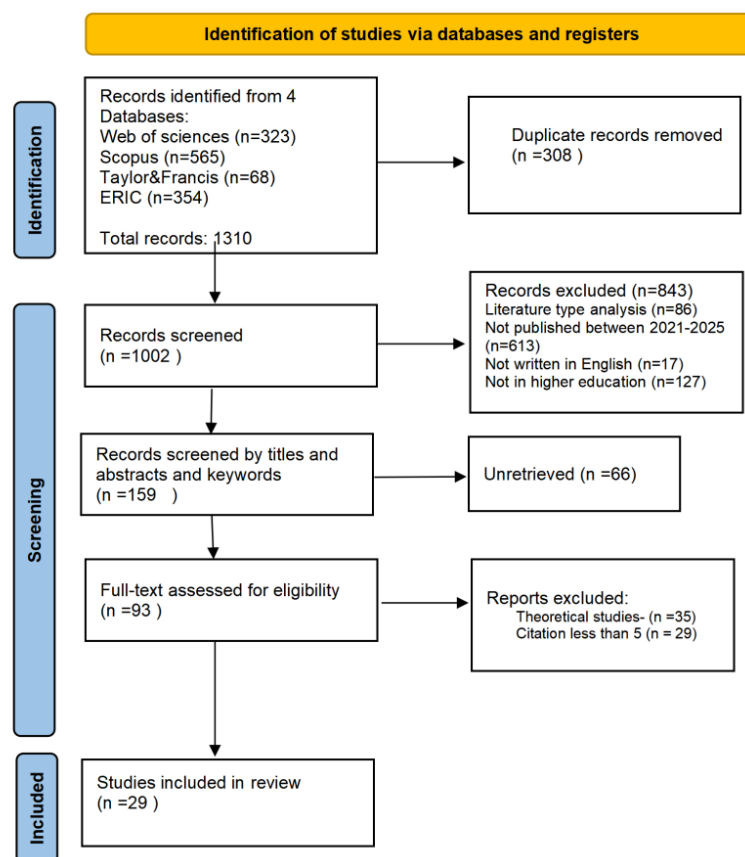 Identification of studies via databases and registers
Identification
Records identified from 4
Databases:
Web of sciences (n=323)
Scopus (n=565)
Taylor&Francis (n=68)
ERIC (n=354)
Total records: 1310
Duplicate records removed
(n =308 )
Screening
Records screened
(n =1002 )
Records excluded (n=843)
Literature type analysis (n=86)
Not published between 2021-2025
(n=613)
Not written in English (n=17)
Not in higher education (n=127)
Records screened by titles and
abstracts and keywords
(n =159 )
Unretrieved (n =66)
Full-text assessed for eligibility
(n =93 )
Reports excluded:
Theoretical studies- (n =35)
Citation less than 5 (n = 29)
Included
Studies included in review
(n =29 )